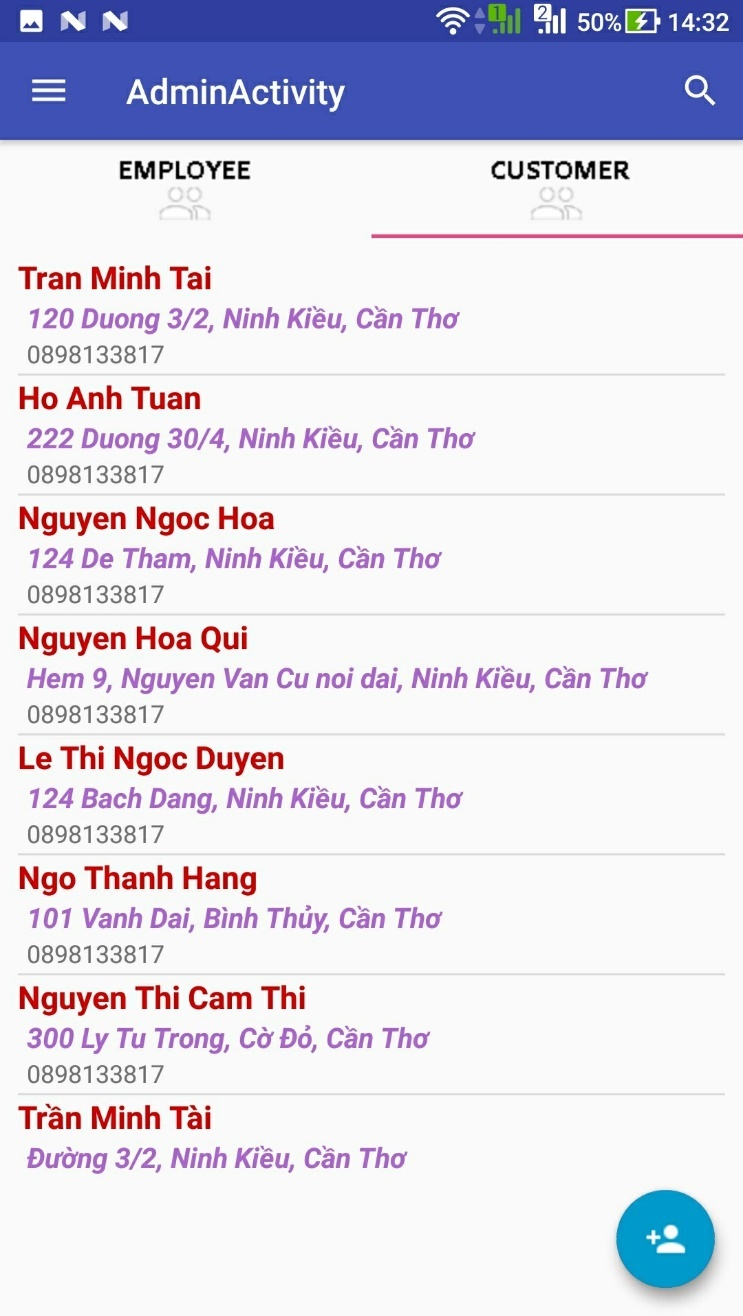 1 2 50% 14:32
AdminActivity
EMPLOYEE CUSTOMER
Tran Minh Tai
120 Duong 3/2, Ninh Kiều, Cần Thơ
0898133817
Ho Anh Tuan
222 Duong 30/4, Ninh Kiều, Cần Thơ
0898133817
Nguyen Ngoc Hoa
124 De Tham, Ninh Kiều, Cần Thơ
0898133817
Nguyen Hoa Qui
Hem 9, Nguyen Van Cu noi dai, Ninh Kiều, Cần Thơ
0898133817
Le Thi Ngoc Duyen
124 Bach Dang, Ninh Kiều, Cần Thơ
0898133817
Ngo Thanh Hang
101 Vanh Dai, Bình Thủy, Cần Thơ
0898133817
Nguyen Thi Cam Thi
300 Ly Tu Trong, Cờ Đỏ, Cần Thơ
0898133817
Trần Minh Tài
Đường 3/2, Ninh Kiều, Cần Thơ